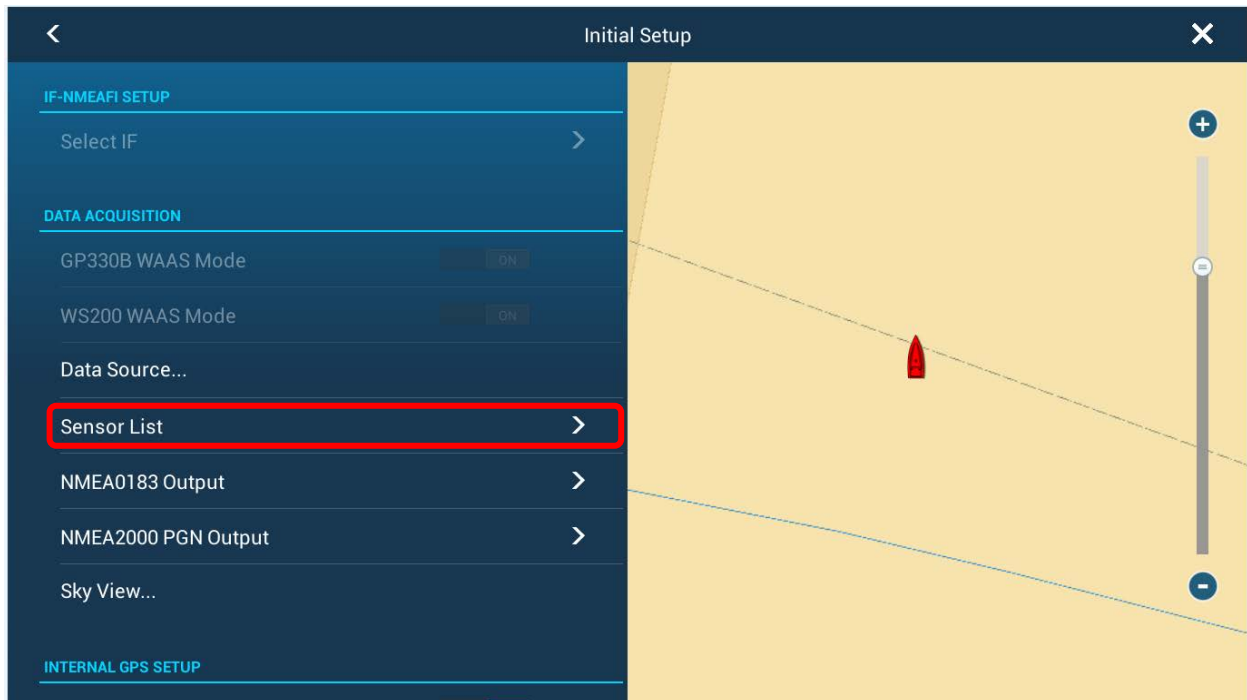 Initial Setup
IF-NMEAFI SETUP
Select IF
DATA ACQUISITION
GP330B WAAS Mode
ON
WS200 WAAS Mode
ON
Data Source...
Sensor List
NMEA0183 Output
NMEA2000 PGN Output
Sky View...
INTERNAL GPS SETUP